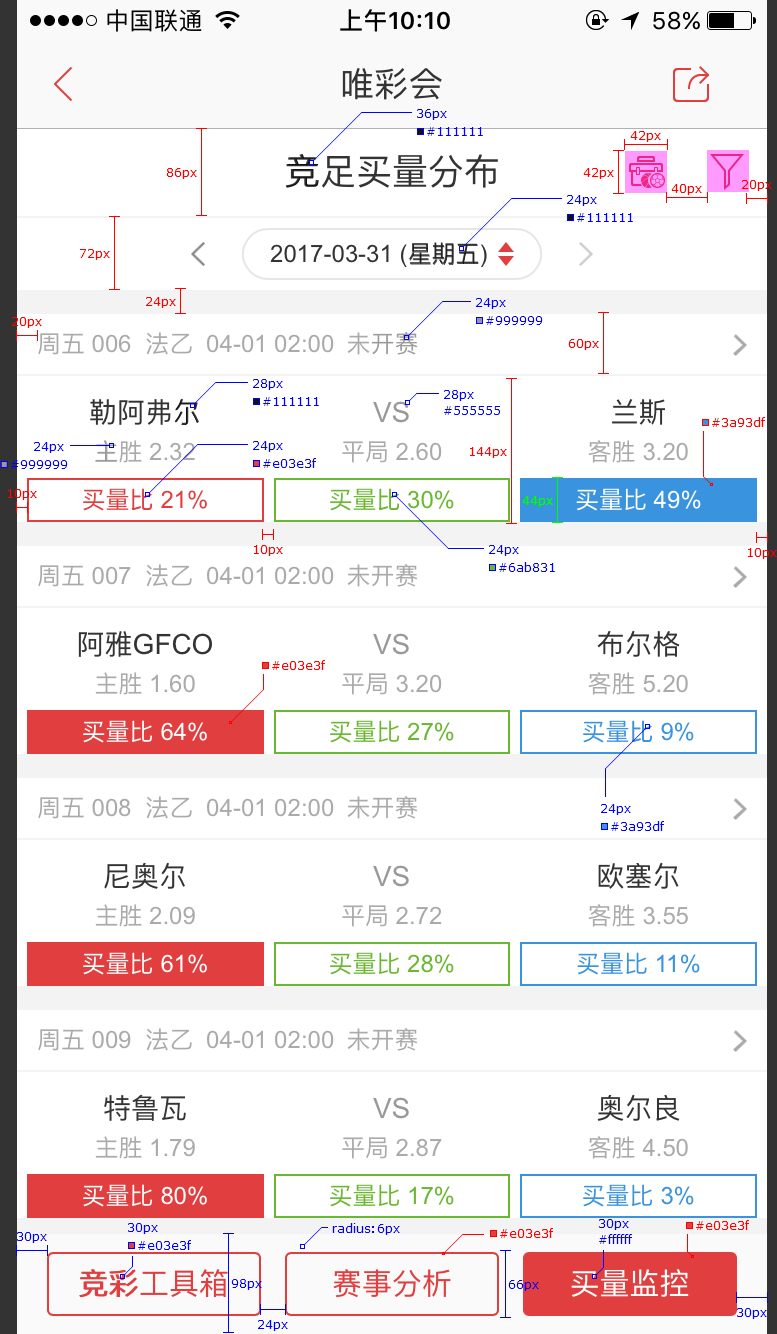 中国联通 上午10:10 58%
唯彩会
36px
#111111
42px
竞足买量分布
86px 42px 40px 20px
24px
#111111
72px
2017-03-31 (星期五)
24px
20px
24px
#999999
周五 006 法乙 04-01 02:00 未开赛
60px
28px
#111111
28px
#555555
勒阿弗尔 VS 兰斯
#3a93df
24px
#999999
主胜 2.32 平局 2.60 客胜 3.20
24px
#e03e3f
144px
10px
买量比 21% 买量比 30% 买量比 49%
44px
10px
24px
#6ab831
10px
周五 007 法乙 04-01 02:00 未开赛
阿雅GFCO VS 布尔格
#e03e3f
主胜 1.60 平局 3.20 客胜 5.20
买量比 64% 买量比 27% 买量比 9%
24px
#3a93df
周五 008 法乙 04-01 02:00 未开赛
尼奥尔 VS 欧塞尔
主胜 2.09 平局 2.72 客胜 3.55
买量比 61% 买量比 28% 买量比 11%
周五 009 法乙 04-01 02:00 未开赛
特鲁瓦 VS 奥尔良
主胜 1.79 平局 2.87 客胜 4.50
买量比 80% 买量比 17% 买量比 3%
30px
30px
#e03e3f
radius:6px
#e03e3f
30px
#ffffff
#e03e3f
竞彩工具箱 赛事分析 买量监控
98px
66px
24px
30px